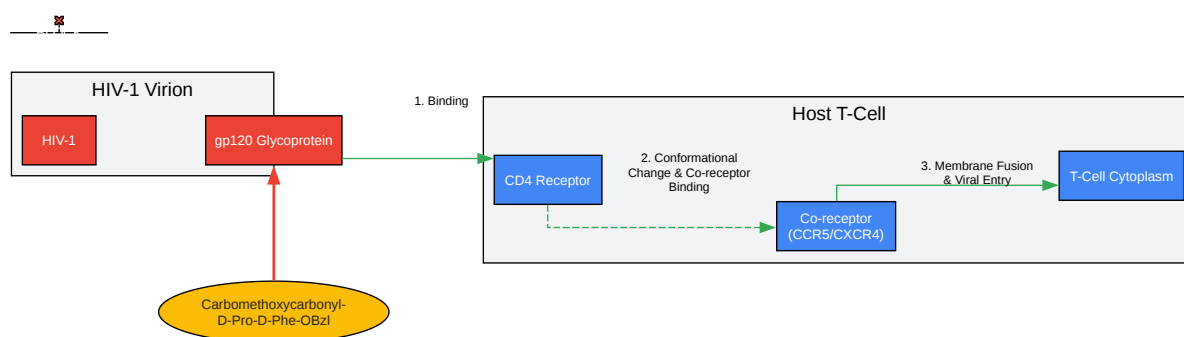 HIV-1 Virion
HIV-1
gp120 Glycoprotein
1. Binding
Host T-Cell
CD4 Receptor
2. Conformational
Change & Co-receptor
Binding
Co-receptor
(CCR5/CXCR4)
3. Membrane Fusion
& Viral Entry
T-Cell Cytoplasm
Carbomethoxycarbonyl-
D-Pro-D-Phe-OBzl